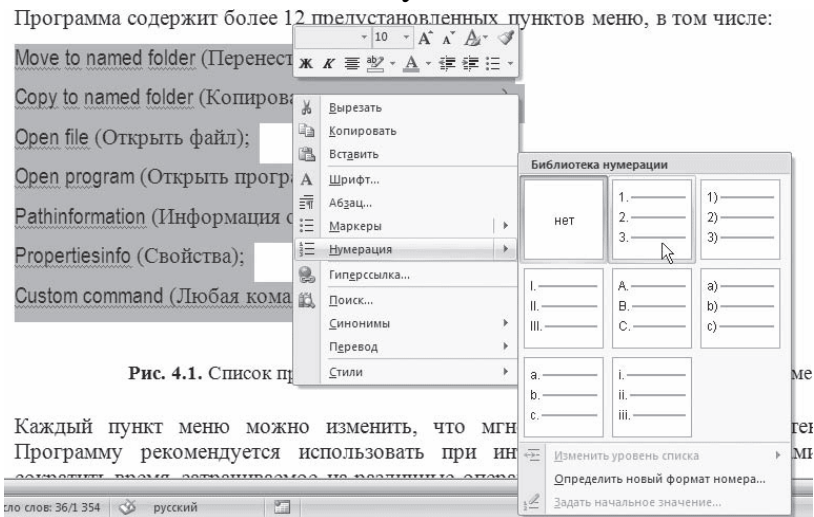 Программа содержит более 12 предустановленных пунктов меню, в том числе:
10
Move to named folder (Перенест
Ж К
Copy to named folder (Копирова
Open file (Открыть файл);
Open program (Открыть програ
Pathinformation (Информация о
Propertiesinfo (Свойства);
Custom command (Любая кома
Вырезать
Копировать
Вставить
Шрифт...
Абзац...
Маркеры
Нумерация
Гиперссылка...
Поиск...
Синонимы
Перевод
Стили
Библиотека нумерации
нет
1.
2.
3.
1)
2)
3)
I.
II.
III.
A.
B.
C.
a)
b)
c)
a.
b.
c.
i.
ii.
iii.
Изменить уровень списка
Определить новый формат номера...
Задать начальное значение...
Рис. 4.1. Список пр
Каждый пункт меню можно изменить, что мгн
Программу рекомендуется использовать при ин
сло слов: 36/1 354 русский